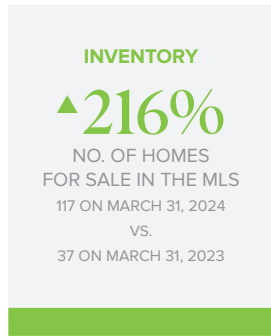 INVENTORY
▲216%
NO. OF HOMES
FOR SALE IN THE MLS
117 ON MARCH 31, 2024
VS.
37 ON MARCH 31, 2023